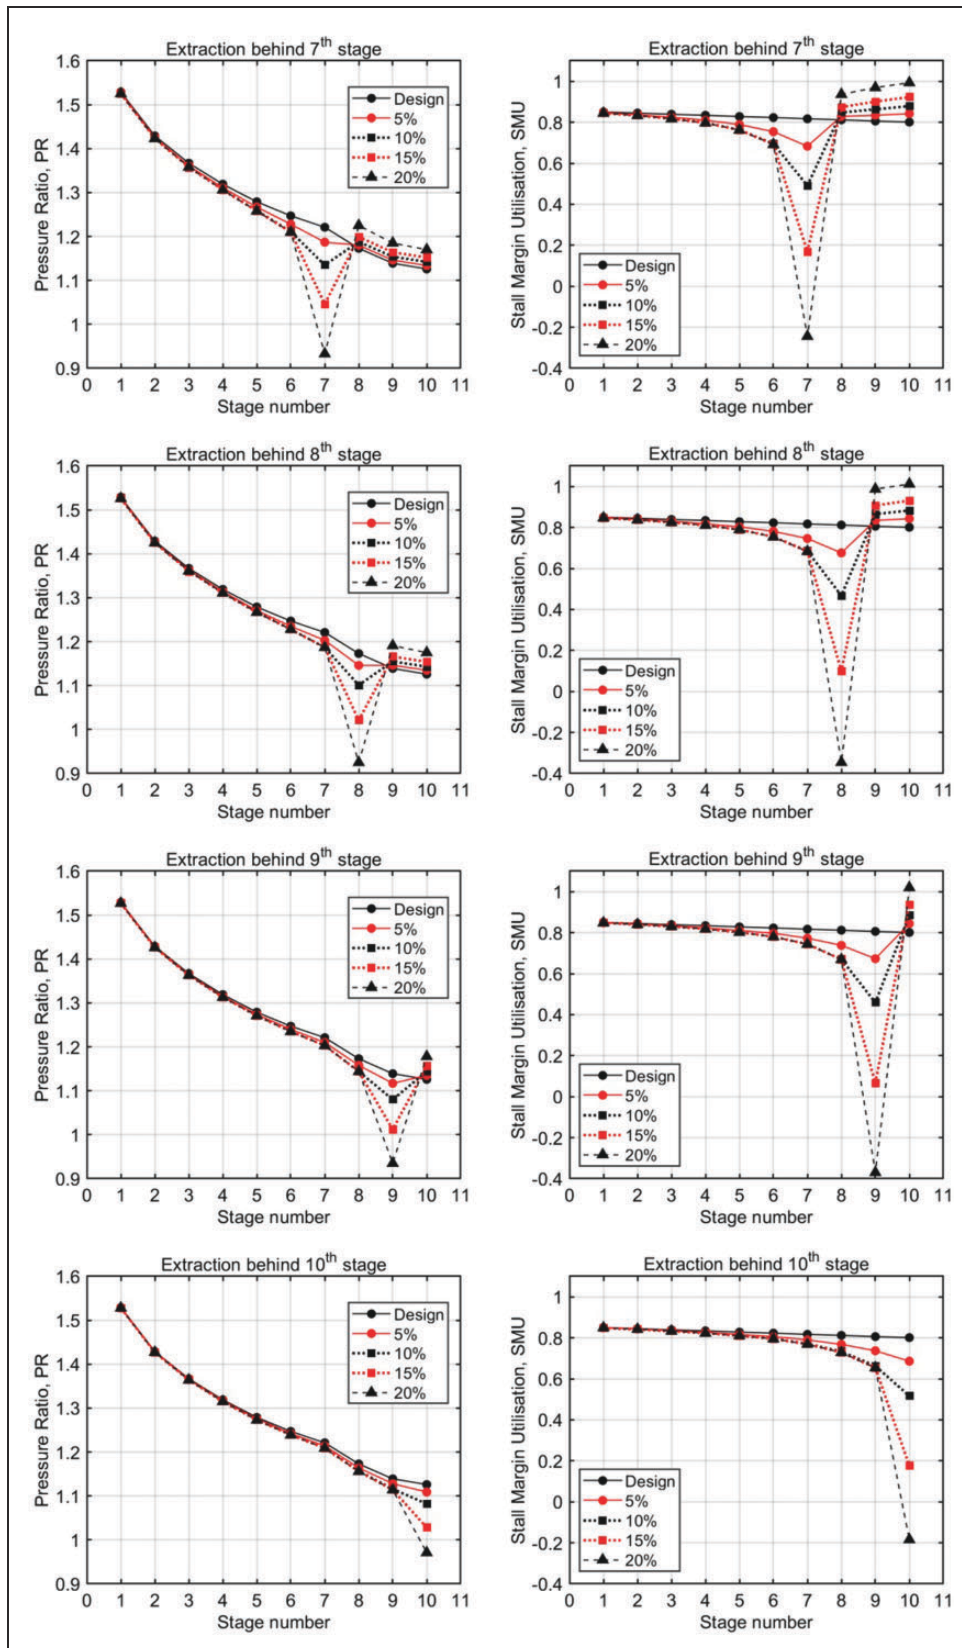 Extraction behind 7th stage
Pressure Ratio, PR
1.6
1.5
1.4
1.3
1.2
1.1
1
0.9
Design
5%
10%
15%
20%
0 1 2 3 4 5 6 7 8 9 10 11
Stage number
Extraction behind 7th stage
Stall Margin Utilisation, SMU
1
0.8
0.6
0.4
0.2
0
-0.2
-0.4
Design
5%
10%
15%
20%
0 1 2 3 4 5 6 7 8 9 10 11
Stage number
Extraction behind 8th stage
Pressure Ratio, PR
1.6
1.5
1.4
1.3
1.2
1.1
1
0.9
Design
5%
10%
15%
20%
0 1 2 3 4 5 6 7 8 9 10 11
Stage number
Extraction behind 8th stage
Stall Margin Utilisation, SMU
1
0.8
0.6
0.4
0.2
0
-0.2
-0.4
Design
5%
10%
15%
20%
0 1 2 3 4 5 6 7 8 9 10 11
Stage number
Extraction behind 9th stage
Pressure Ratio, PR
1.6
1.5
1.4
1.3
1.2
1.1
1
0.9
Design
5%
10%
15%
20%
0 1 2 3 4 5 6 7 8 9 10 11
Stage number
Extraction behind 9th stage
Stall Margin Utilisation, SMU
1
0.8
0.6
0.4
0.2
0
-0.2
-0.4
Design
5%
10%
15%
20%
0 1 2 3 4 5 6 7 8 9 10 11
Stage number
Extraction behind 10th stage
Pressure Ratio, PR
1.6
1.5
1.4
1.3
1.2
1.1
1
0.9
Design
5%
10%
15%
20%
0 1 2 3 4 5 6 7 8 9 10 11
Stage number
Extraction behind 10th stage
Stall Margin Utilisation, SMU
1
0.8
0.6
0.4
0.2
0
-0.2
-0.4
Design
5%
10%
15%
20%
0 1 2 3 4 5 6 7 8 9 10 11
Stage number